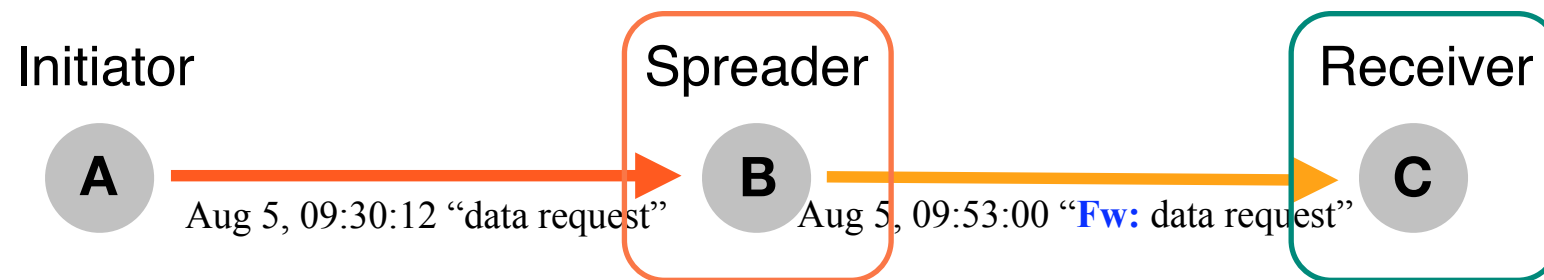 Initiator
Spreader
Receiver
A
B
C
Aug 5, 09:30:12 “data request”
Aug 5, 09:53:00 “Fw: data request”